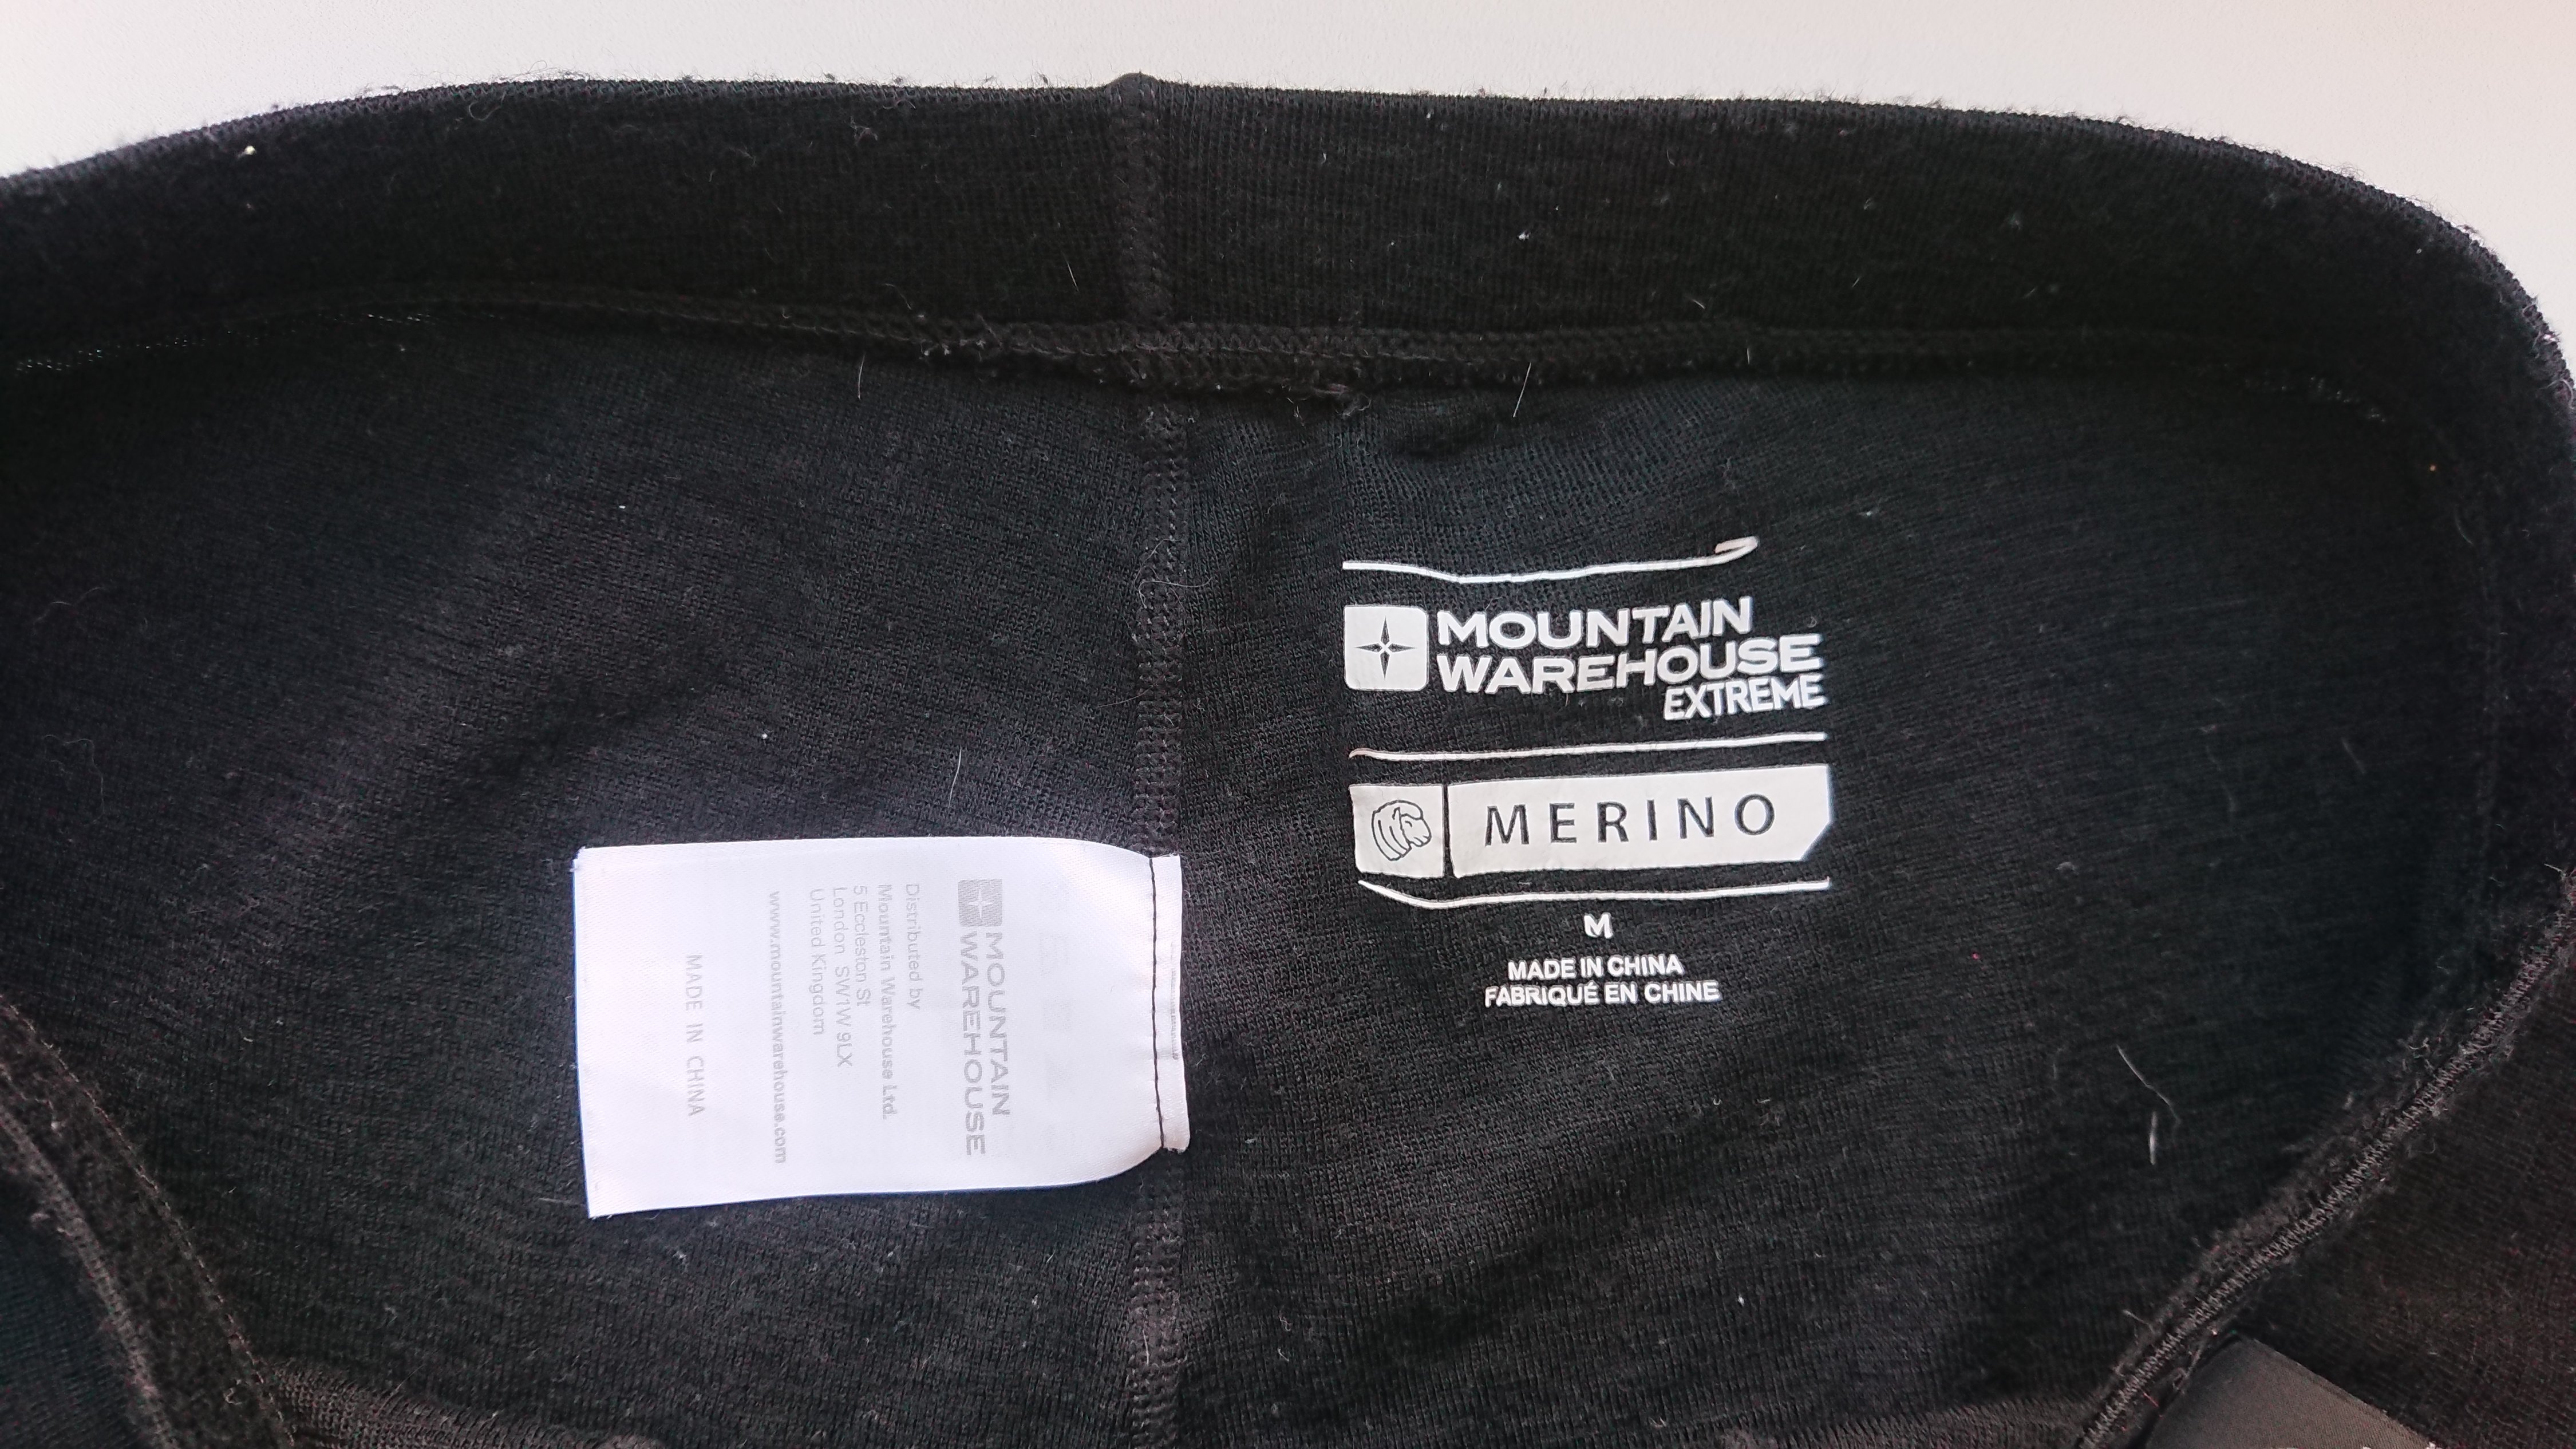 MOUNTAIN
WAREHOUSE
EXTREME
MERINO
M
MADE IN CHINA
FABRIQUÉ EN CHINE
MOUNTAIN
WAREHOUSE
Distributed by
Mountain Warehouse Ltd.
5 Eccleston St
London SW1W 9LX
United Kingdom
www.mountainwarehouse.com
MADE IN CHINA